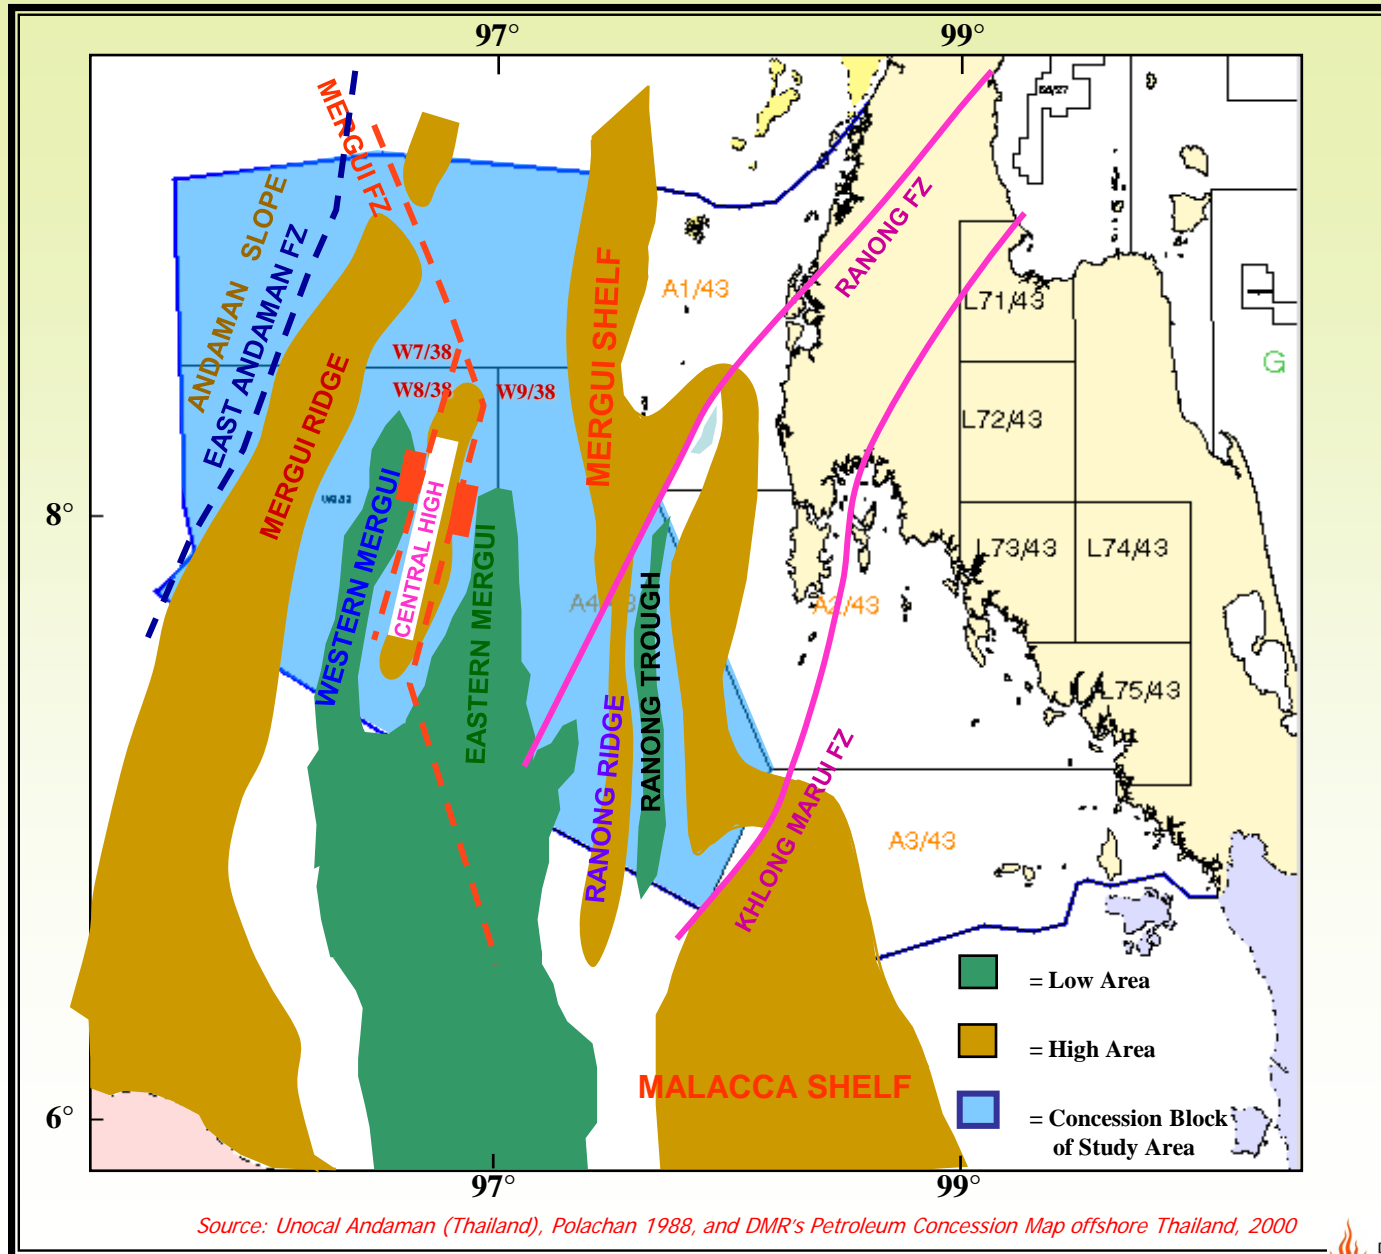 97°
99°
MERGUI FZ
ANDAMAN SLOPE
EAST ANDAMAN FZ
MERGUI RIDGE
W7/38
W8/38
W9/38
MERGUI SHELF
A1/43
RANONG FZ
L71/43
G
L72/43
8°
WESTERN MERGUI
CENTRAL HIGH
EASTERN MERGUI
RANONG TROUGH
RANONG RIDGE
A2/43
L73/43
L74/43
L75/43
KHLONG MARUI FZ
A3/43
= Low Area
= High Area
= Concession Block
of Study Area
MALACCA SHELF
6°
97°
99°
Source: Unocal Andaman (Thailand), Polachan 1988, and DMR's Petroleum Concession Map offshore Thailand, 2000